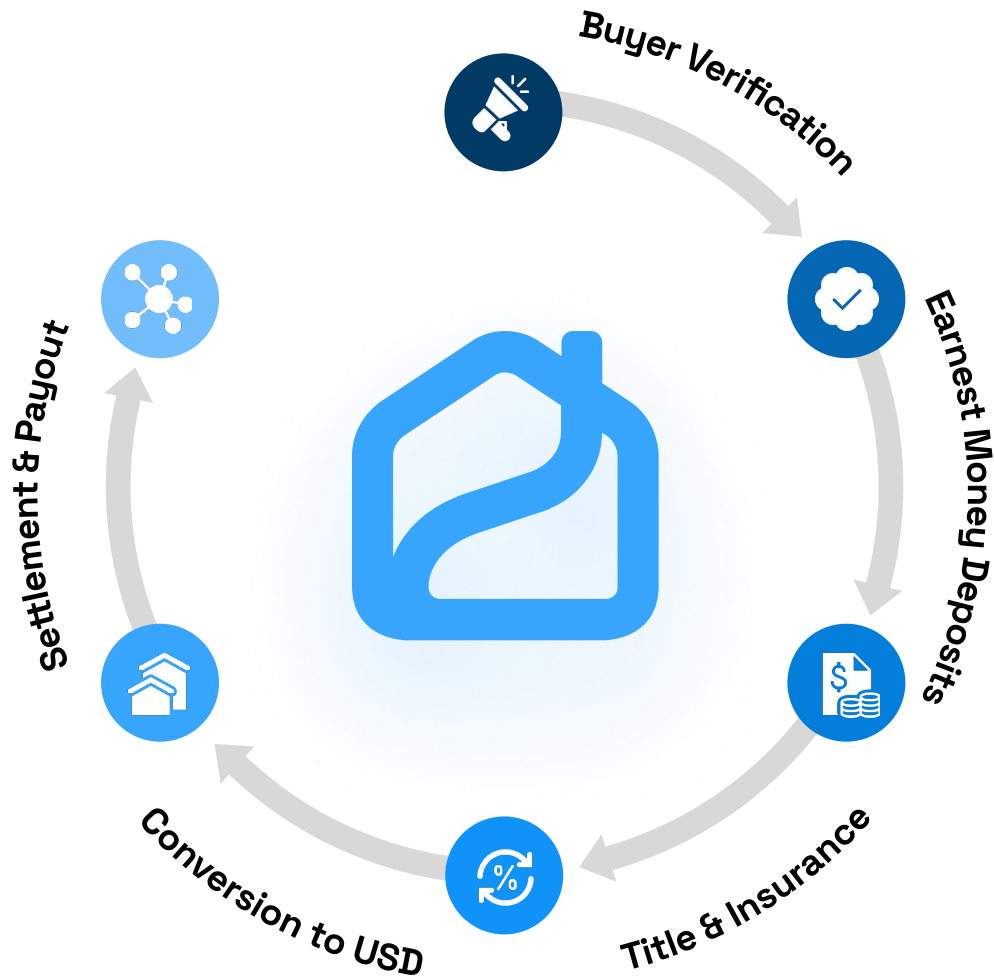 Buyer Verification
Earnest Money Deposits
$
Title & Insurance
%
Conversion to USD
Settlement & Payout